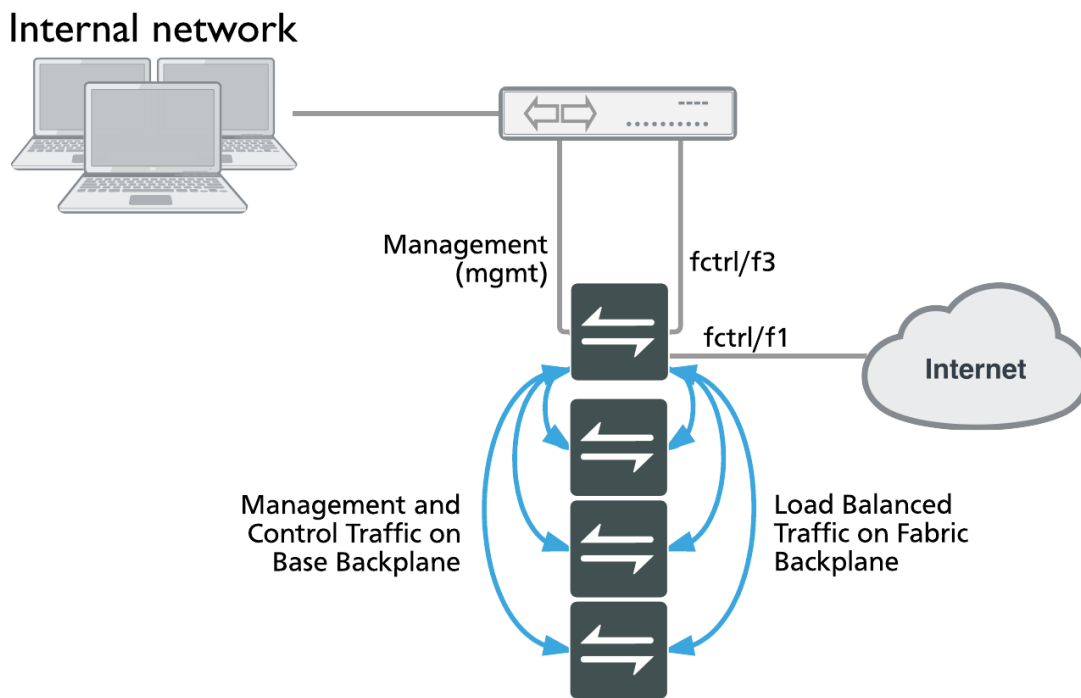 Internal network
Management
(mgmt)
fctrl/f3
fctrl/f1
Internet
Management and
Control Traffic on
Base Backplane
Load Balanced
Traffic on Fabric
Backplane